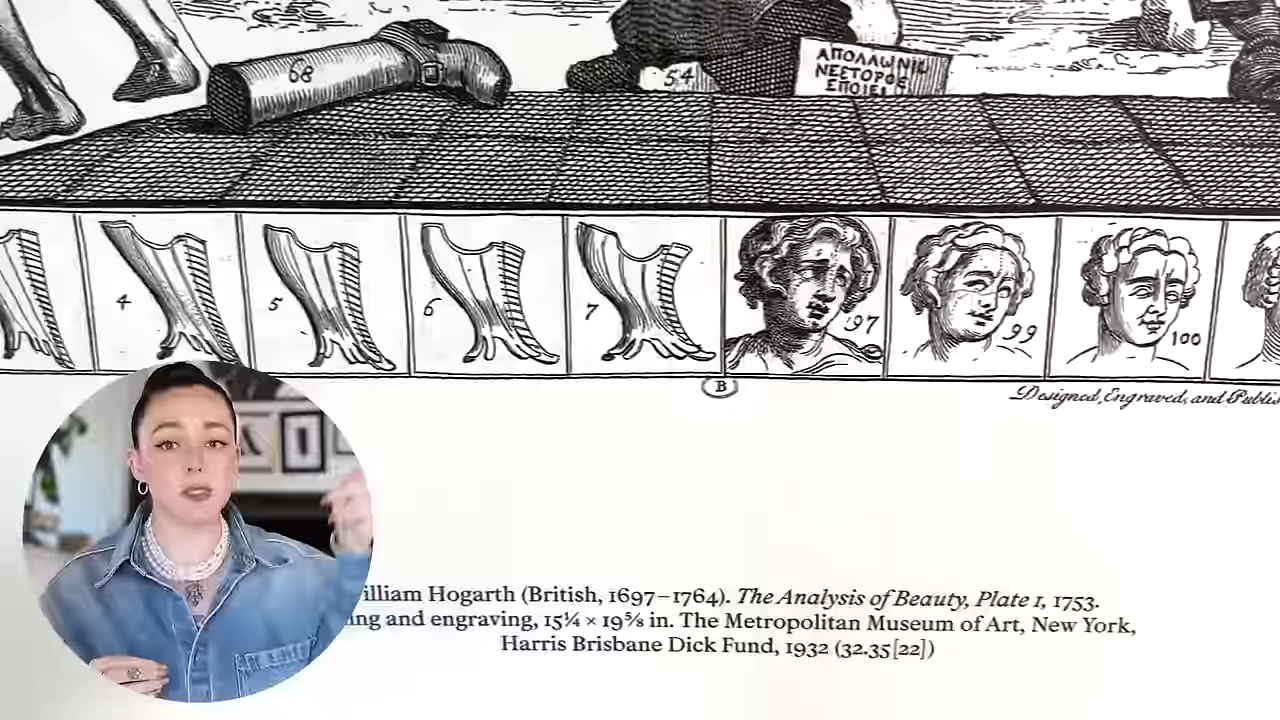 68
54
ΑΠΟΛΛΩΝΙ
ΝΕΣΤΟΡΟΣ
ΕΠΟΙΕΙ
4
5
6
7
97
99
100
B
Designed, Engraved, and Publis
illiam Hogarth (British, 1697–1764). The Analysis of Beauty, Plate 1, 1753.
ing and engraving, 15¼ × 19⅝ in. The Metropolitan Museum of Art, New York,
Harris Brisbane Dick Fund, 1932 (32.35[22])